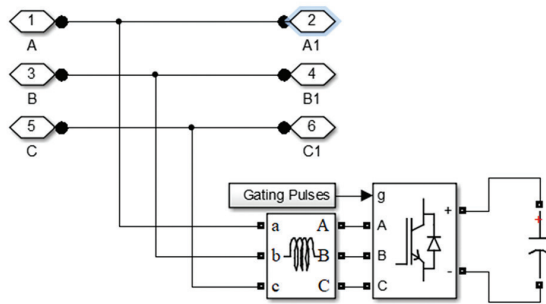 1 2
A A1
3 4
B B1
5 6
C C1
Gating Pulses g
a A A +
b B B
c C C -
+